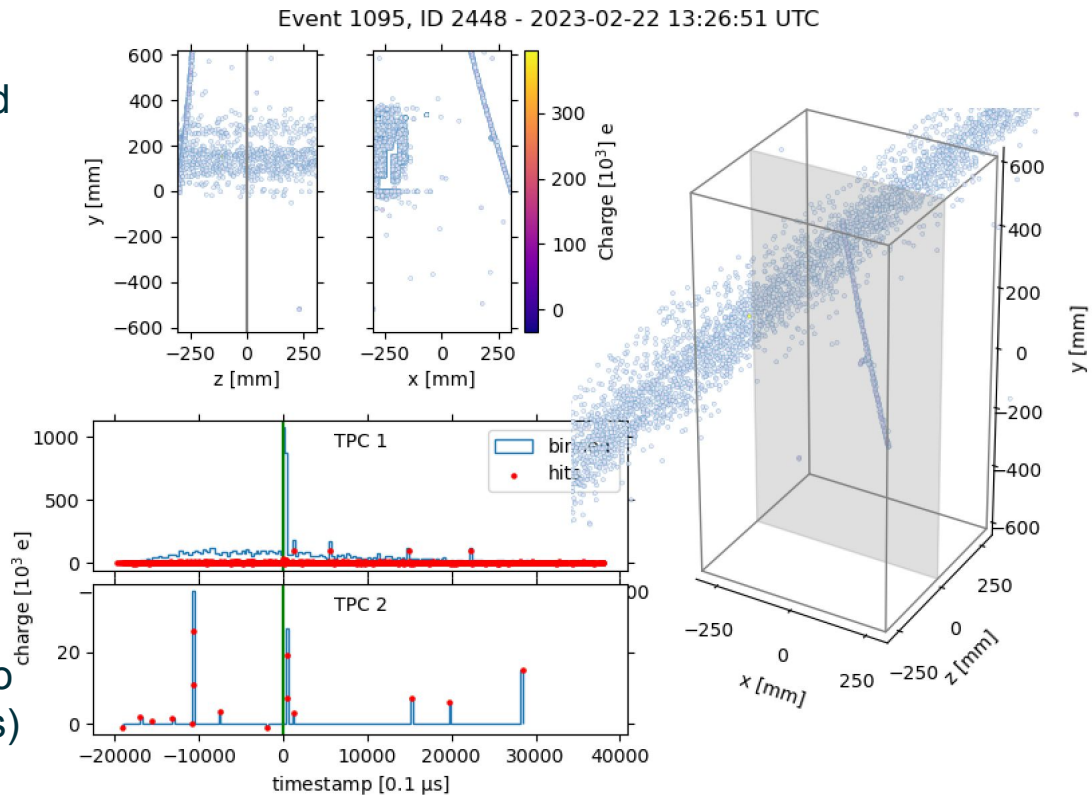 Event 1095, ID 2448 - 2023-02-22 13:26:51 UTC
d
600
400
200
0
−200
−400
−600
y [mm]
−250 0 250
z [mm]
−250 0 250
x [mm]
300
200
100
0
Charge [10³] e
600
400
200
0
−200
−400
−600
y [mm]
−250
0
250
x [mm]
−250
0
250
z [mm]
TPC 1
1000
500
0
hits
TPC 2
20
0
charge [10³ e]
00
o
s)
−20000 −10000 0 10000 20000 30000 40000
timestamp [0.1 μs]